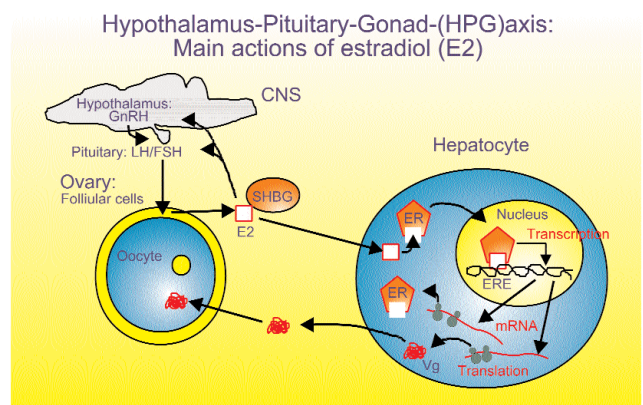 Hypothalamus-Pituitary-Gonad-(HPG)axis:
Main actions of estradiol (E2)
CNS
Hypothalamus:
GnRH
Pituitary: LH/FSH
Ovary:
Folliular cells
SHBG
E2
Oocyte
Hepatocyte
ER
Nucleus
Transcription
ERE
ER
mRNA
Vg
Translation